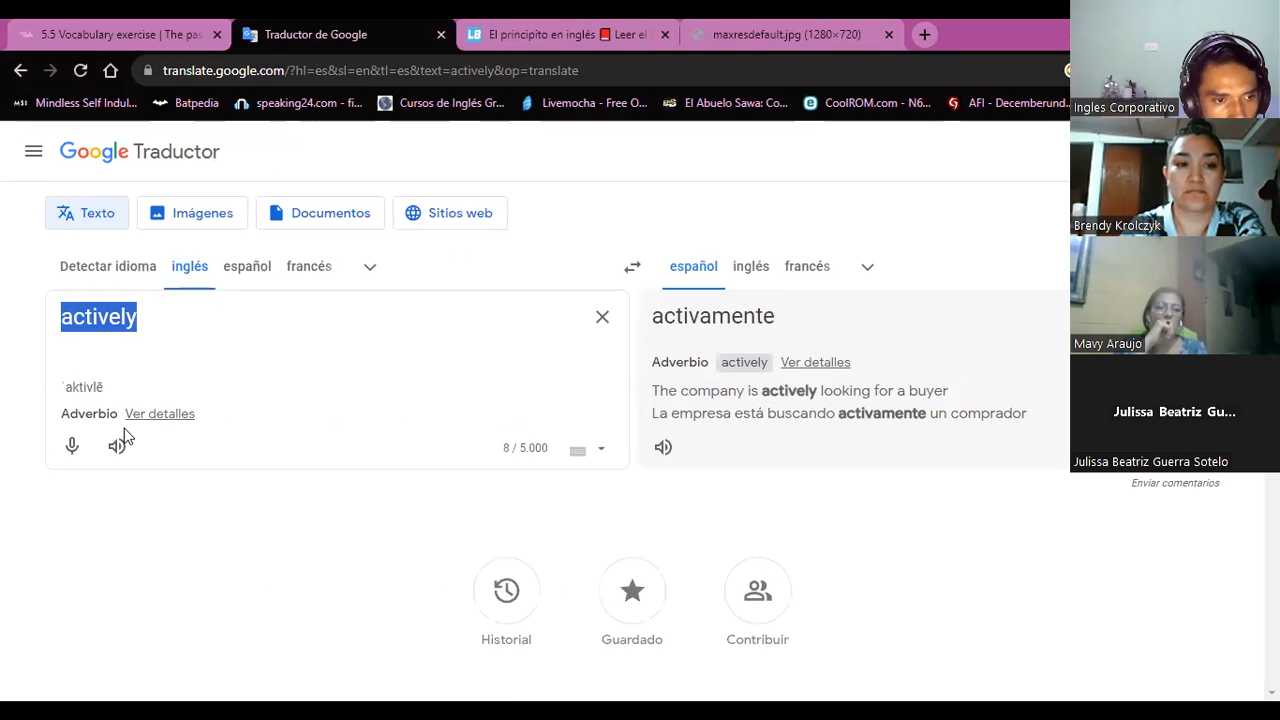 5.5 Vocabulary exercise | The pas
Traductor de Google
El principito en inglés 📕 Leer el l
maxresdefault.jpg (1280×720)
translate.google.com/?hl=es&sl=en&tl=es&text=actively&op=translate
Mindless Self Indul...
Batpedia
speaking24.com - fi...
Cursos de Inglés Gr...
Livemocha - Free O...
El Abuelo Sawa: Co...
CoolROM.com - N6...
AFI - Decemberund...
Google Traductor
Texto
Imágenes
Documentos
Sitios web
Detectar idioma
inglés
español
francés
español
inglés
francés
actively
activamente
Adverbio actively Ver detalles
The company is actively looking for a buyer
La empresa está buscando activamente un comprador
ˈaktivlē
Adverbio Ver detalles
8 / 5.000
Enviar comentarios
Historial
Guardado
Contribuir
Ingles Corporativo
Brendy Krolczyk
Mavy Araujo
Julissa Beatriz Gu...
Julissa Beatriz Guerra Sotelo